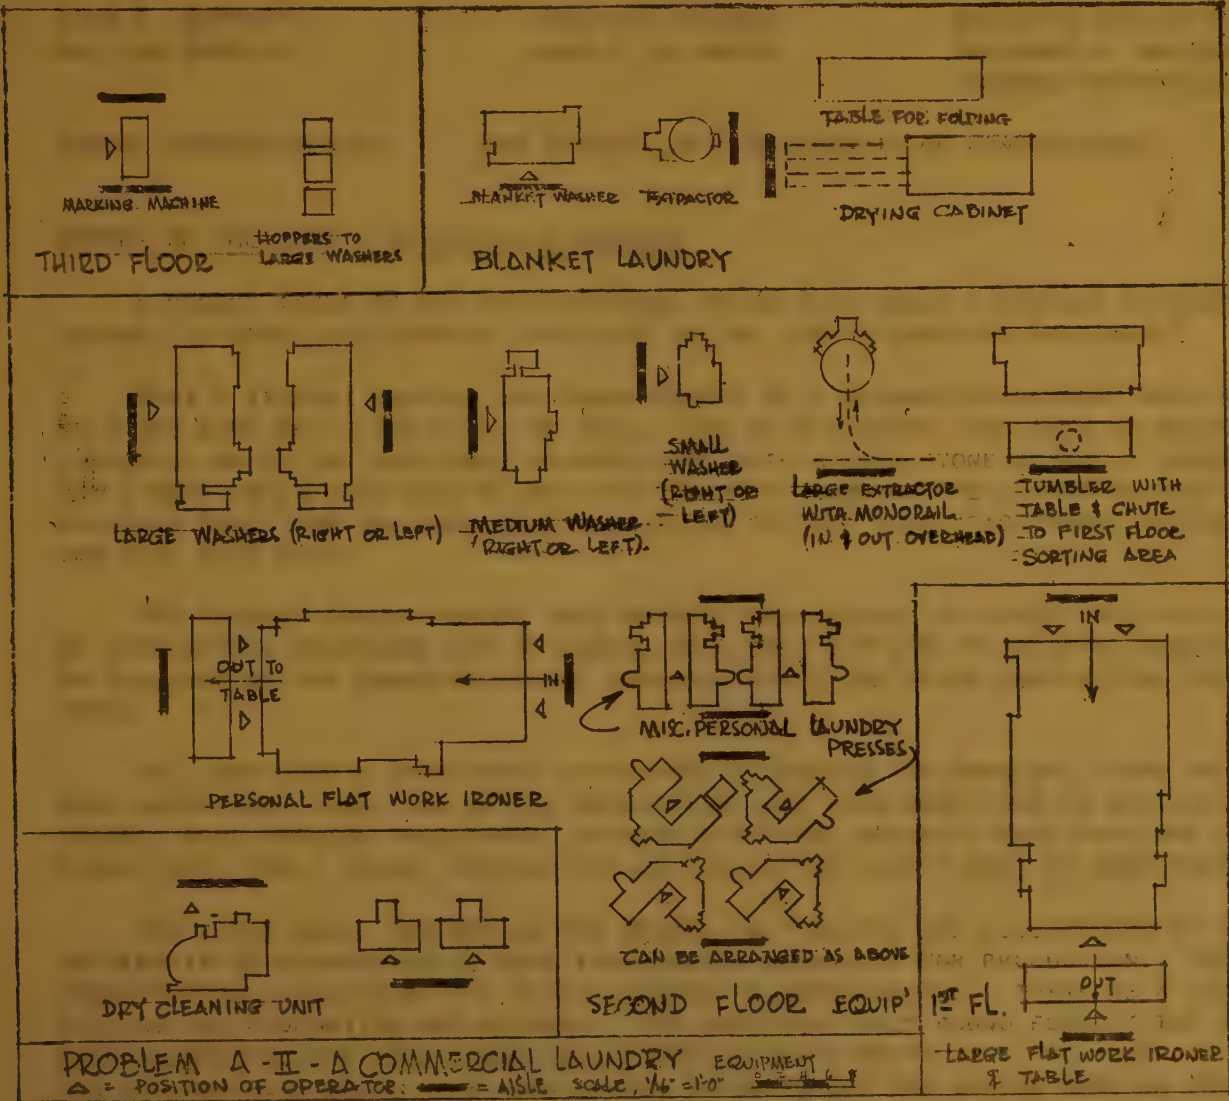 MARKING MACHINE
HOPPERS TO
LARGE WASHERS
THIRD FLOOR
TABLE FOR FOLDING
BLANKET WASHER
EXTRACTOR
DRYING CABINET
BLANKET LAUNDRY
LARGE WASHERS (RIGHT OR LEFT)
MEDIUM WASHER
(RIGHT OR LEFT).
SMALL
WASHER
(RIGHT OR
LEFT)
LARGE EXTRACTOR
WITH MONORAIL
(IN & OUT OVERHEAD)
TUMBLER WITH
TABLE & CHUTE
TO FIRST FLOOR
SORTING AREA
OUT TO
TABLE
IN
PERSONAL FLAT WORK IRONER
MISC. PERSONAL LAUNDRY
PRESSES
CAN BE ARRANGED AS ABOVE
SECOND FLOOR EQUIP'
DRY CLEANING UNIT
IN
OUT
1ST FL.
LARGE FLAT WORK IRONER
& TABLE
PROBLEM A-II-A COMMERCIAL LAUNDRY EQUIPMENT
△ = POSITION OF OPERATOR: = AISLE SCALE, 1/16" = 1'-0"